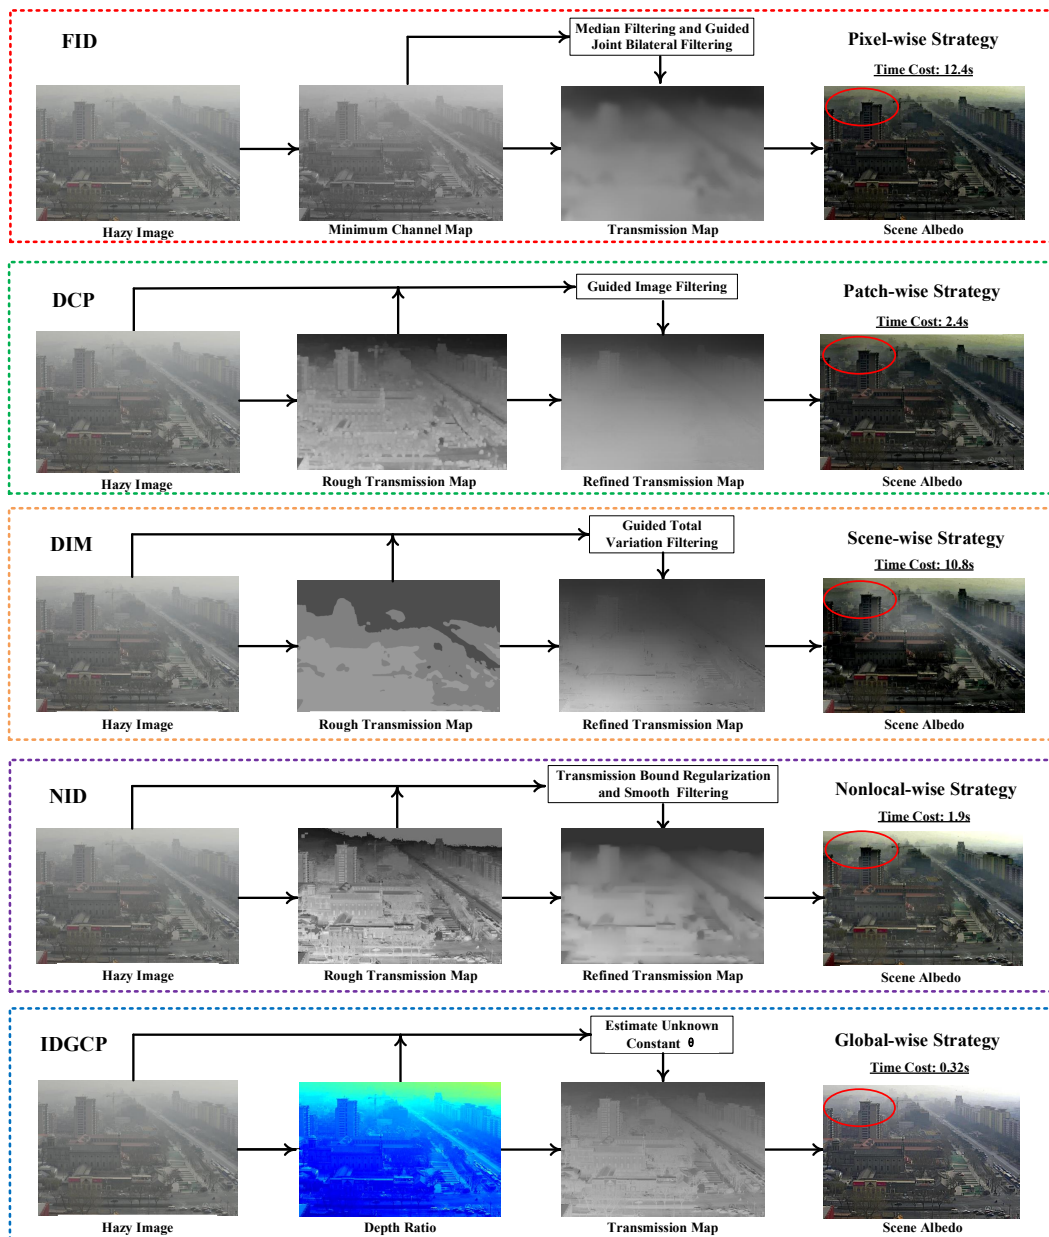 FID
Median Filtering and Guided
Joint Bilateral Filtering
Pixel-wise Strategy
Time Cost: 12.4s
Hazy Image
Minimum Channel Map
Transmission Map
Scene Albedo
DCP
Guided Image Filtering
Patch-wise Strategy
Time Cost: 2.4s
Hazy Image
Rough Transmission Map
Refined Transmission Map
Scene Albedo
DIM
Guided Total
Variation Filtering
Scene-wise Strategy
Time Cost: 10.8s
Hazy Image
Rough Transmission Map
Refined Transmission Map
Scene Albedo
NID
Transmission Bound Regularization
and Smooth Filtering
Nonlocal-wise Strategy
Time Cost: 1.9s
Hazy Image
Rough Transmission Map
Refined Transmission Map
Scene Albedo
IDGCP
Estimate Unknown
Constant θ
Global-wise Strategy
Time Cost: 0.32s
Hazy Image
Depth Ratio
Transmission Map
Scene Albedo